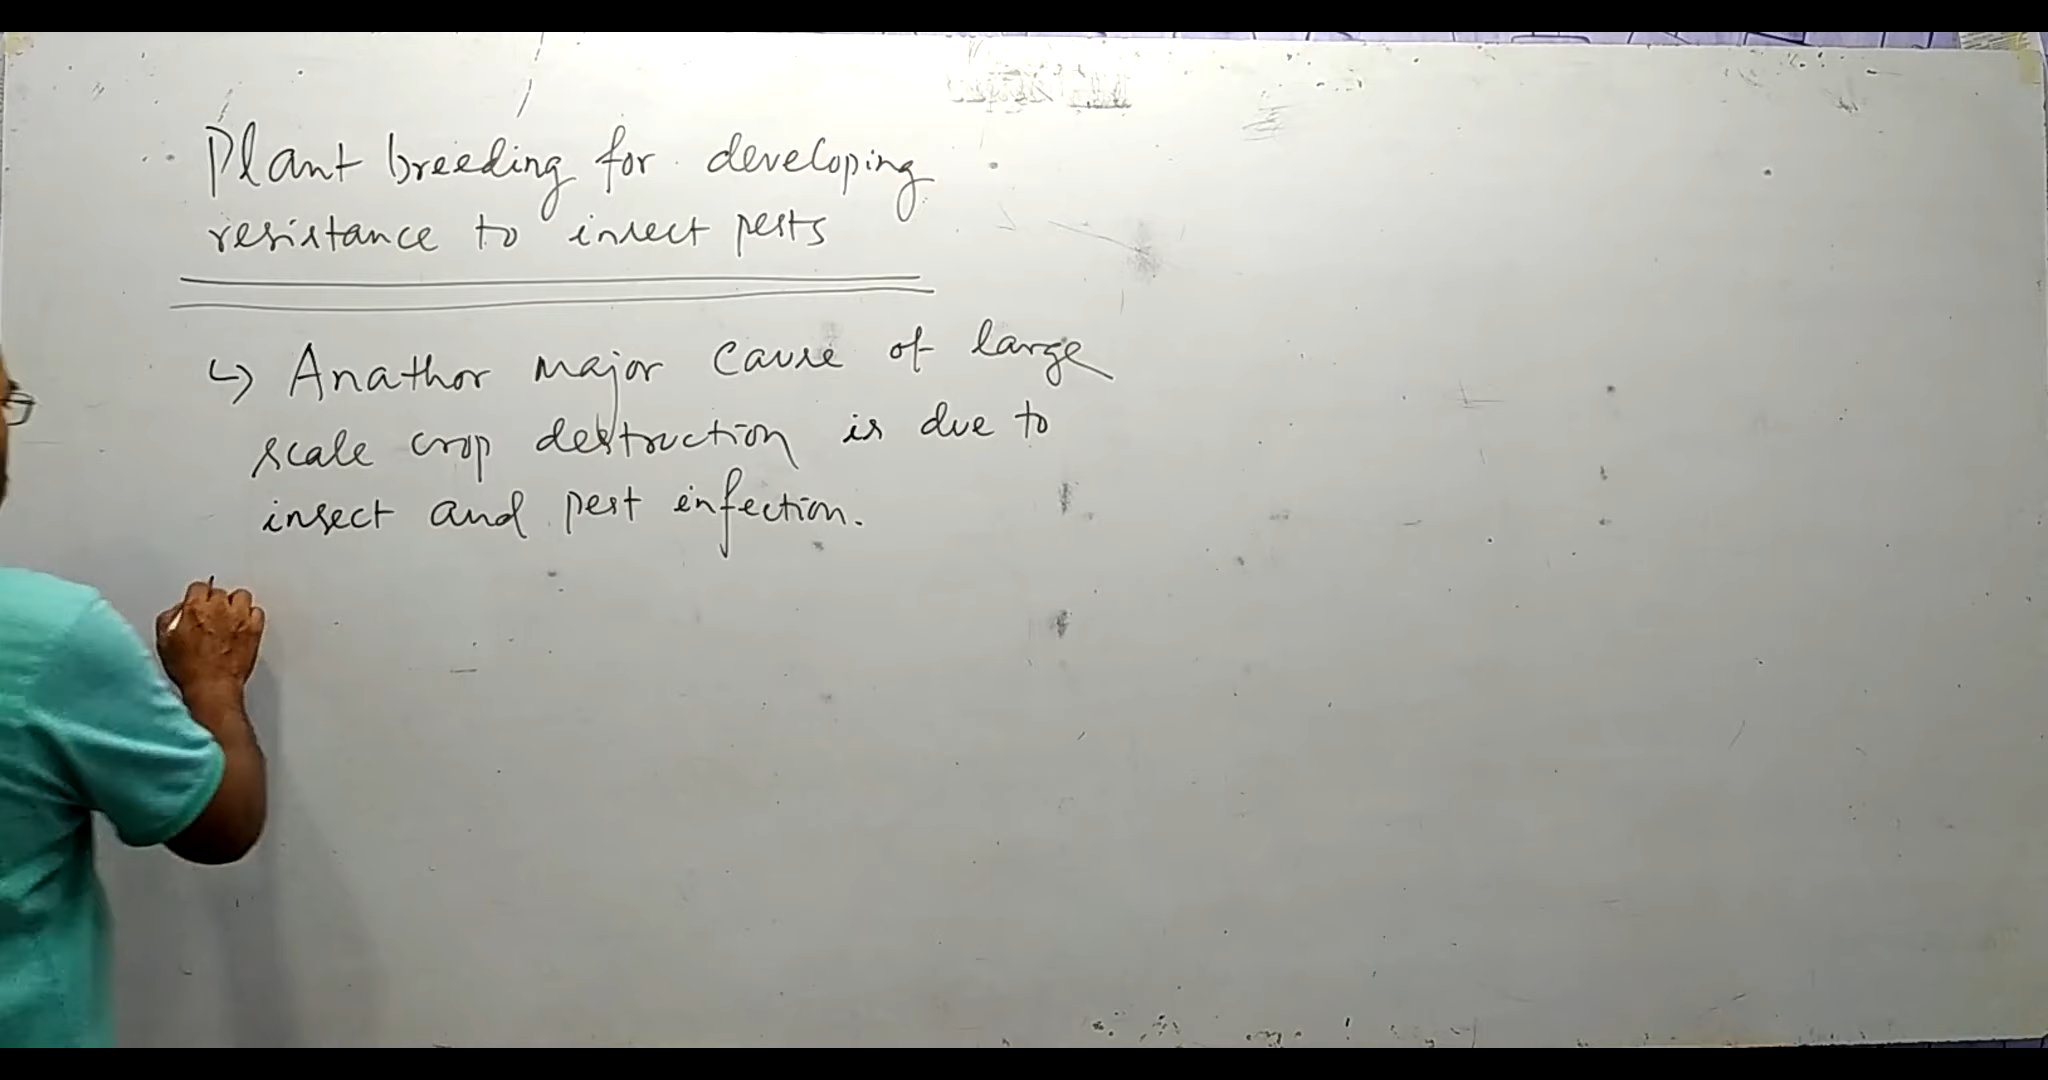 Plant breeding for developing
resistance to insect pests
↳ Anathor major cause of large
scale crop destruction is due to
insect and pest infection.